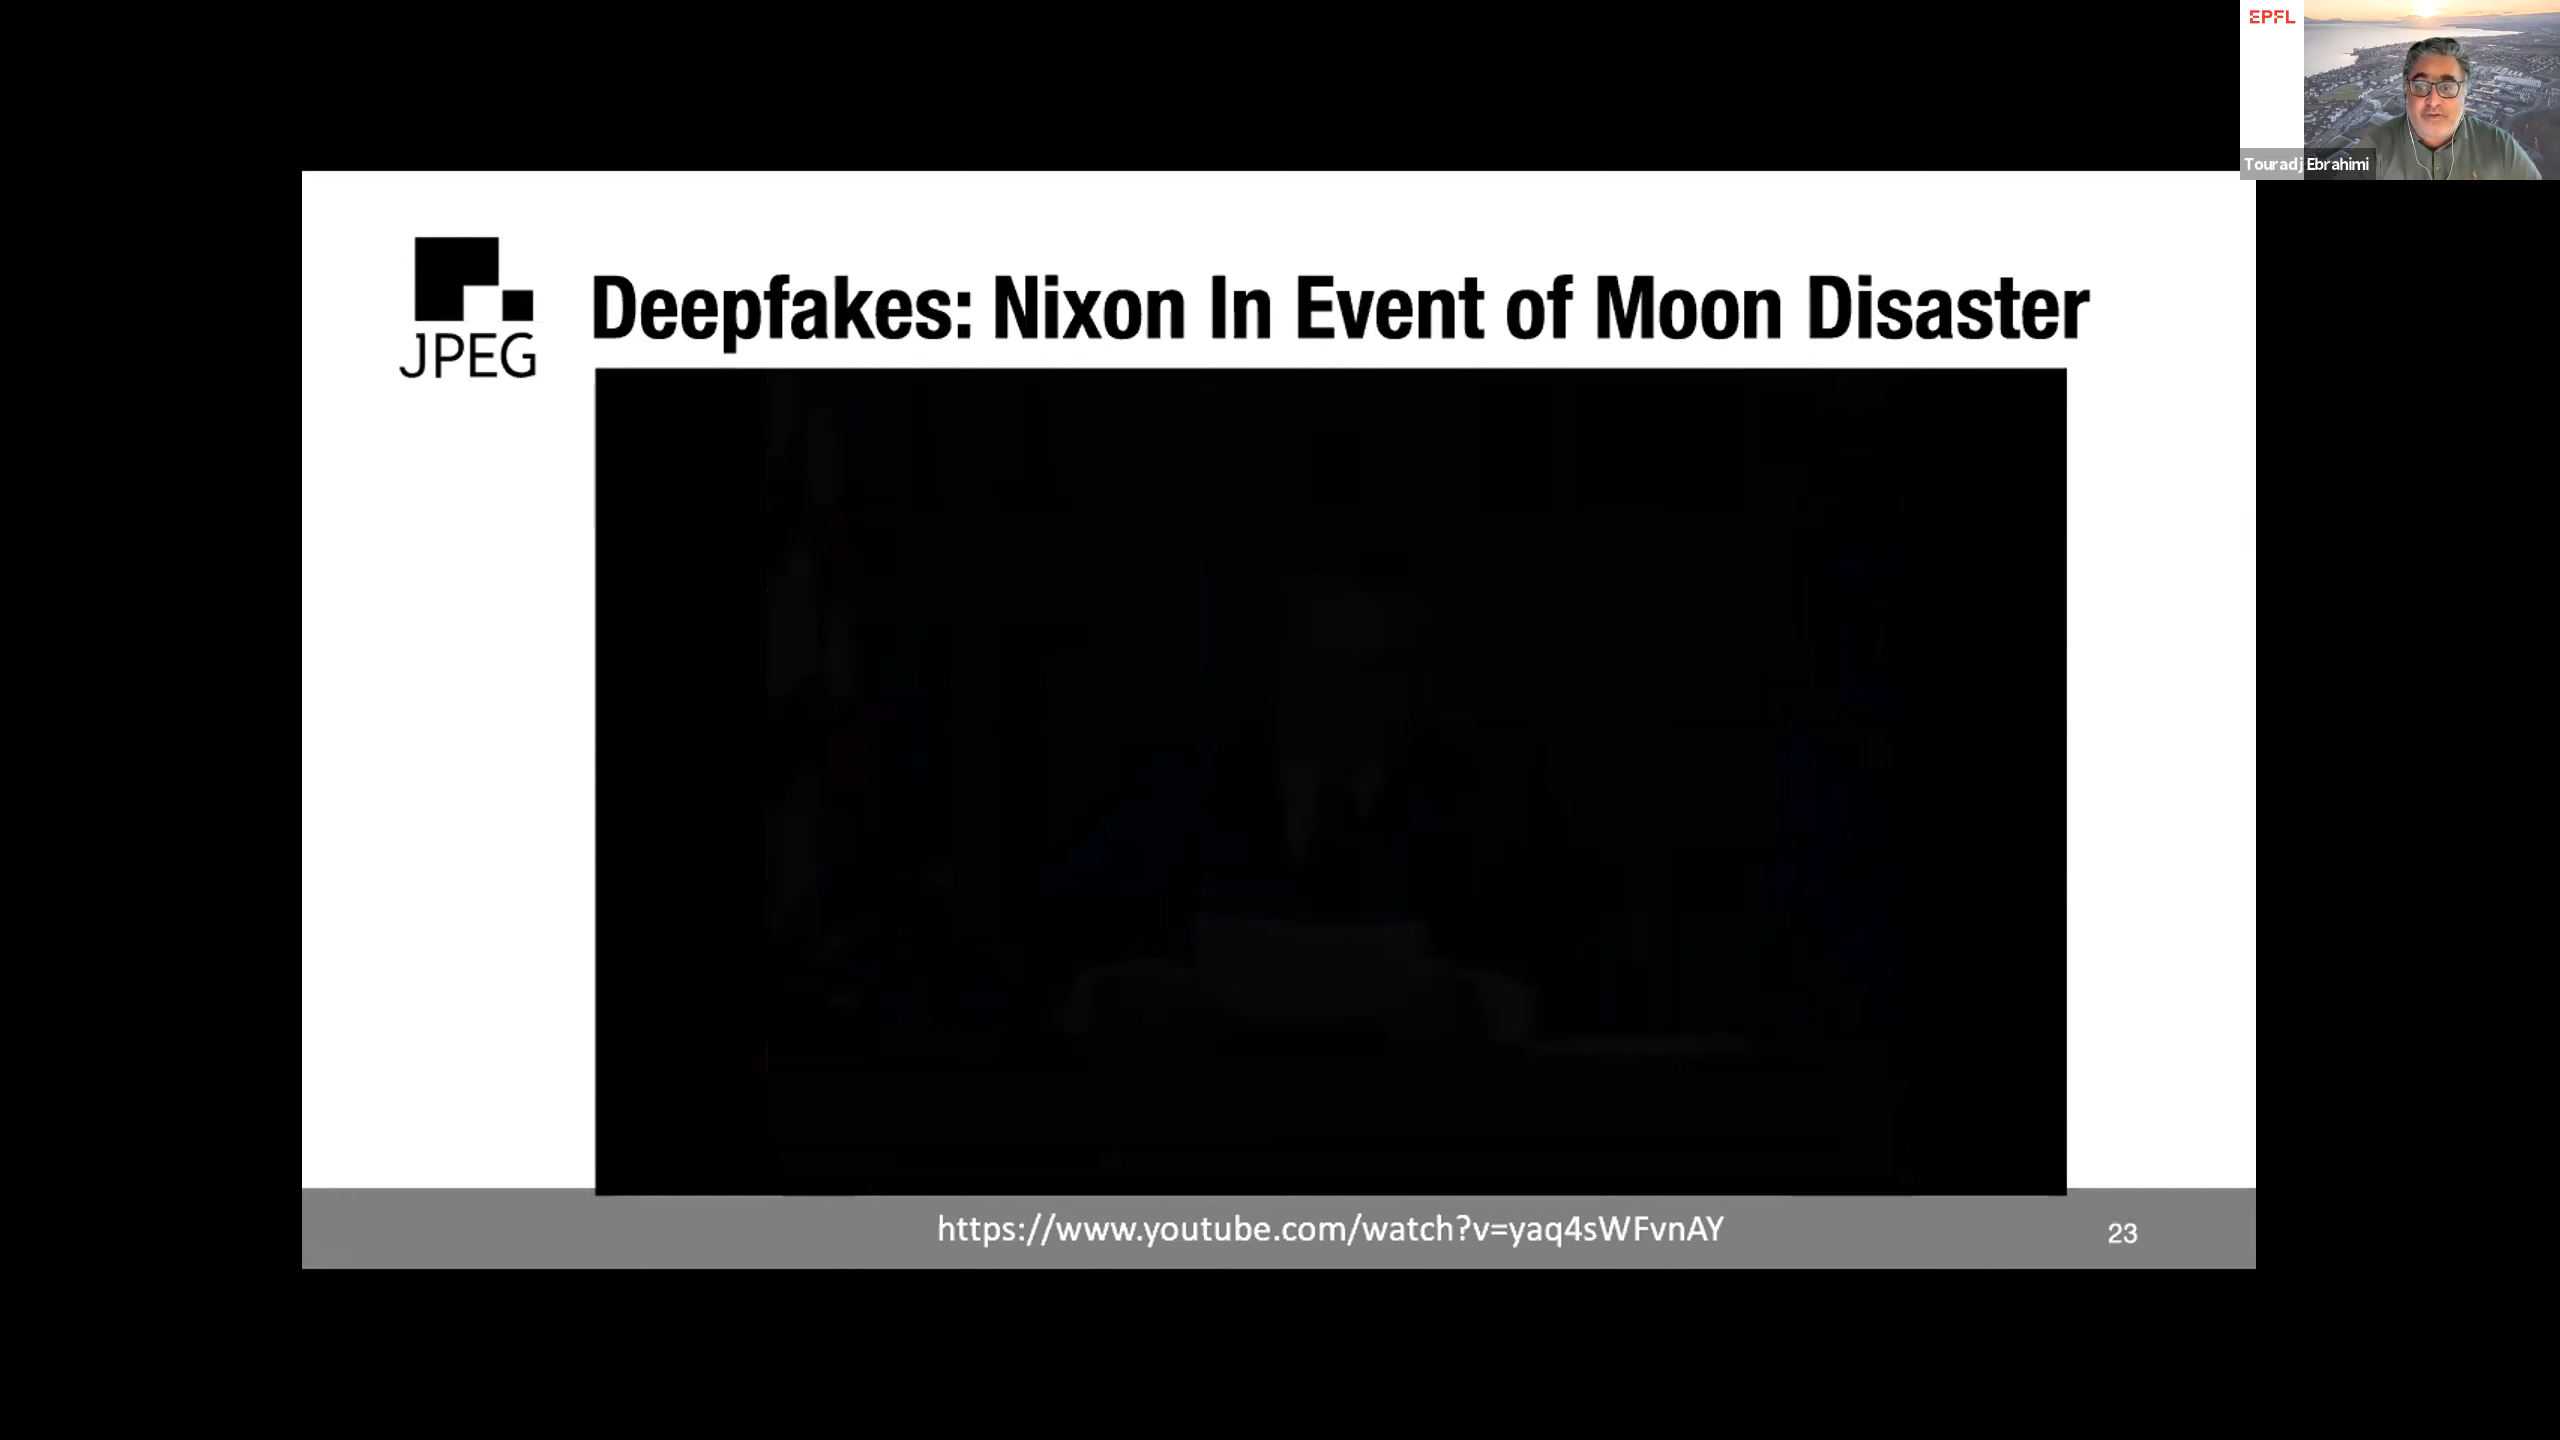 EPFL
Touradj Ebrahimi
JPEG
Deepfakes: Nixon In Event of Moon Disaster
https://www.youtube.com/watch?v=yaq4sWFvnAY
23